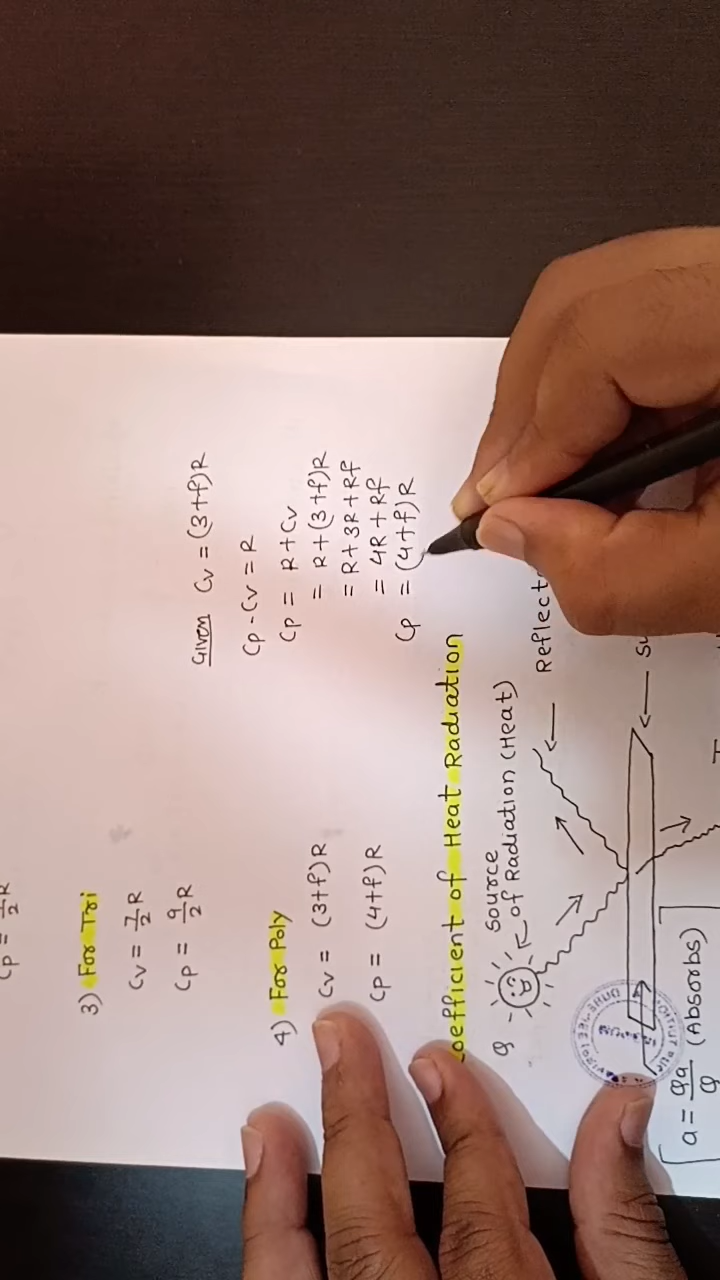 3) For Tri
Cv = 7/2 R
Cp = 9/2 R
4) For Poly
Cv = (3+f)R
Cp = (4+f)R
Given Cv = (3+f)R
Cp - Cv = R
Cp = R + Cv
= R + (3+f)R
= R + 3R + Rf
= 4R + Rf
Cp = (4+f)R
oefficient of Heat Radiation
Q
Source
of Radiation (Heat)
a = Qa/Q (Absorbs)